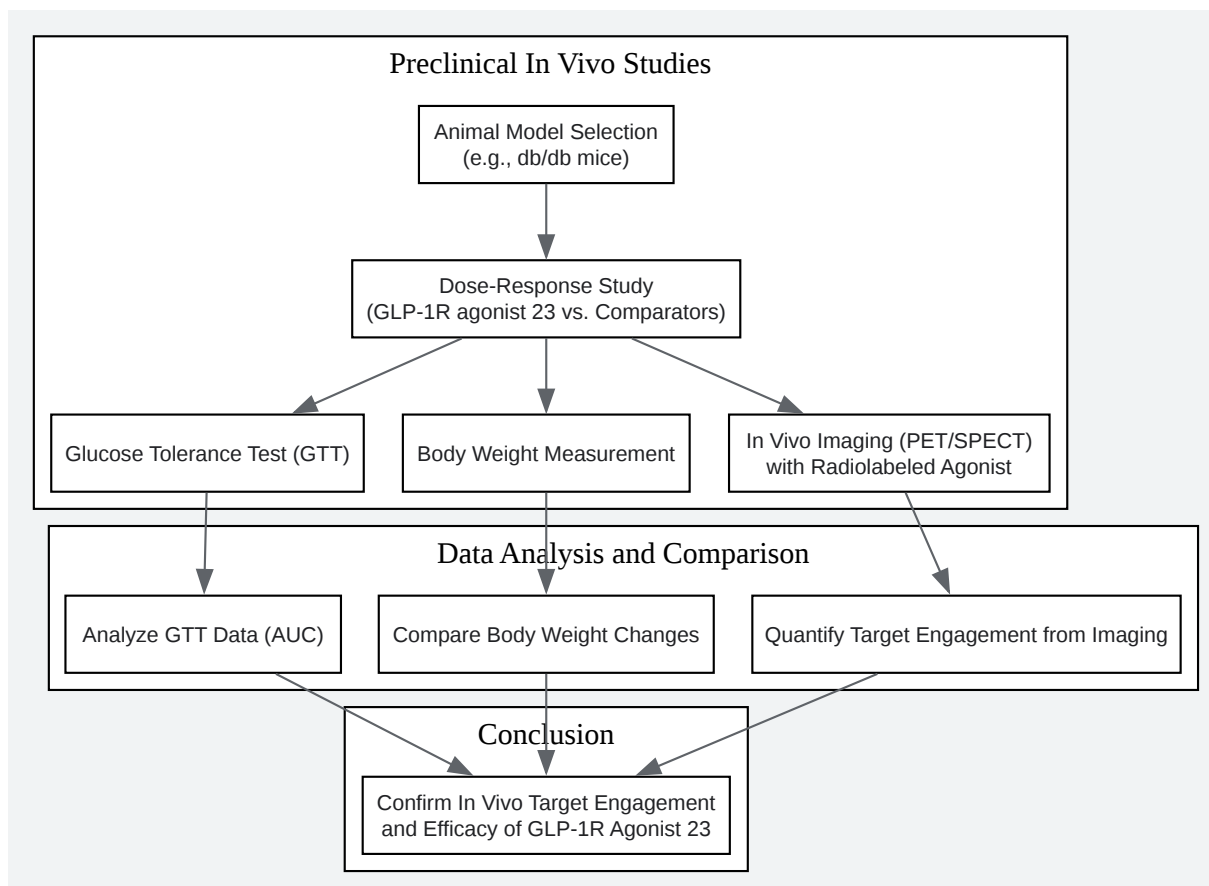 Preclinical In Vivo Studies
Animal Model Selection
(e.g., db/db mice)
Dose-Response Study
(GLP-1R agonist 23 vs. Comparators)
Glucose Tolerance Test (GTT)
Body Weight Measurement
In Vivo Imaging (PET/SPECT)
with Radiolabeled Agonist
Data Analysis and Comparison
Analyze GTT Data (AUC)
Compare Body Weight Changes
Quantify Target Engagement from Imaging
Conclusion
Confirm In Vivo Target Engagement
and Efficacy of GLP-1R Agonist 23